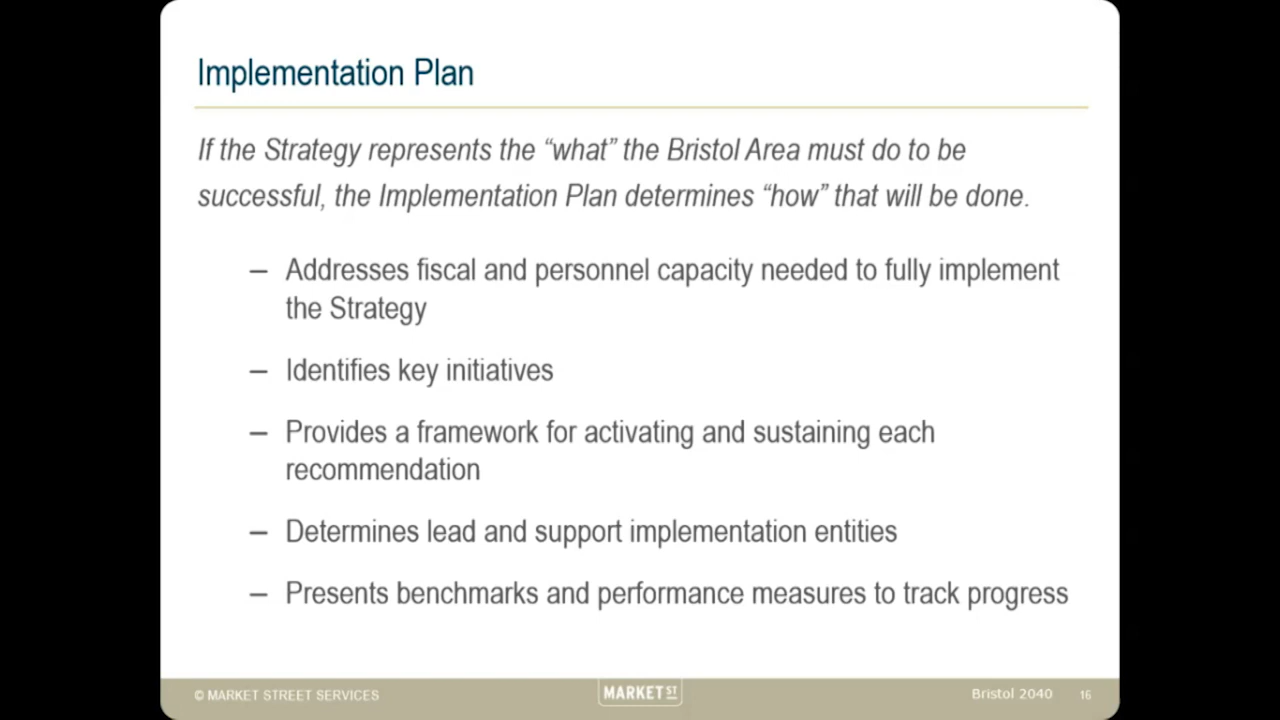 Implementation Plan
If the Strategy represents the “what” the Bristol Area must do to be
successful, the Implementation Plan determines “how” that will be done.
– Addresses fiscal and personnel capacity needed to fully implement
the Strategy
– Identifies key initiatives
– Provides a framework for activating and sustaining each
recommendation
– Determines lead and support implementation entities
– Presents benchmarks and performance measures to track progress
© MARKET STREET SERVICES
MARKET ST
Bristol 2040
16